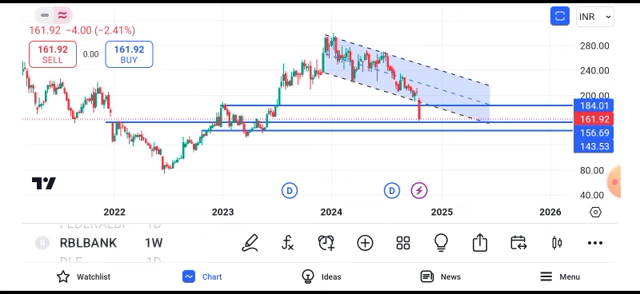 INR
161.92 −4.00 (−2.41%)
161.92
SELL
0.00
161.92
BUY
280.00
240.00
200.00
184.01
161.92
156.69
143.53
80.00
40.00
D
D
2022
2023
2024
2025
2026
FEDERALBNK 1D
R
RBLBANK
1W
Watchlist
Chart
Ideas
News
Menu